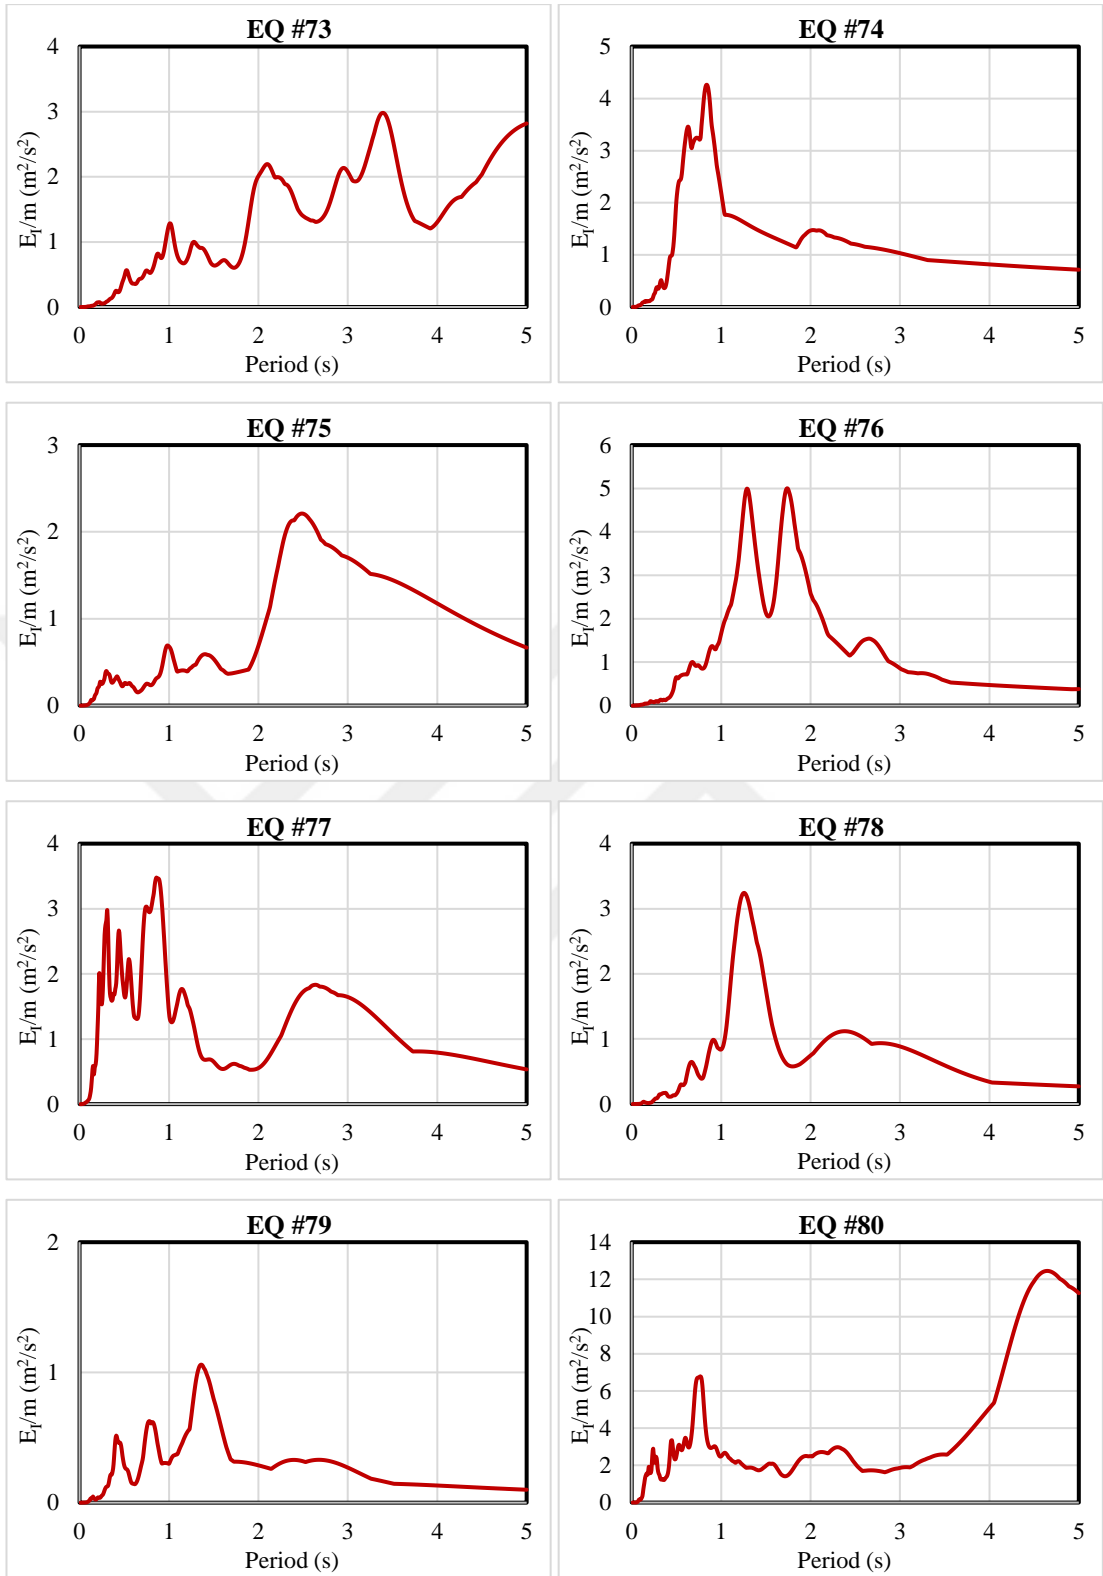 EQ #73
4
3
2
1
0
E_I/m (m²/s²)
0 1 2 3 4 5
Period (s)
EQ #74
5
4
3
2
1
0
E_I/m (m²/s²)
0 1 2 3 4 5
Period (s)
EQ #75
3
2
1
0
E_I/m (m²/s²)
0 1 2 3 4 5
Period (s)
EQ #76
6
5
4
3
2
1
0
E_I/m (m²/s²)
0 1 2 3 4 5
Period (s)
EQ #77
4
3
2
1
0
E_I/m (m²/s²)
0 1 2 3 4 5
Period (s)
EQ #78
4
3
2
1
0
E_I/m (m²/s²)
0 1 2 3 4 5
Period (s)
EQ #79
2
1
0
E_I/m (m²/s²)
0 1 2 3 4 5
Period (s)
EQ #80
14
12
10
8
6
4
2
0
E_I/m (m²/s²)
0 1 2 3 4 5
Period (s)